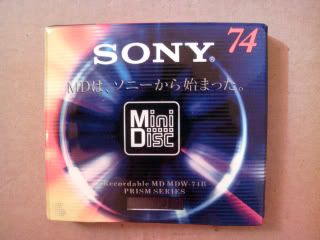 SONY® 74
MDは、ソニーから始まった。
Mini
Disc
Recordable MD MDW-74B
PRISM SERIES